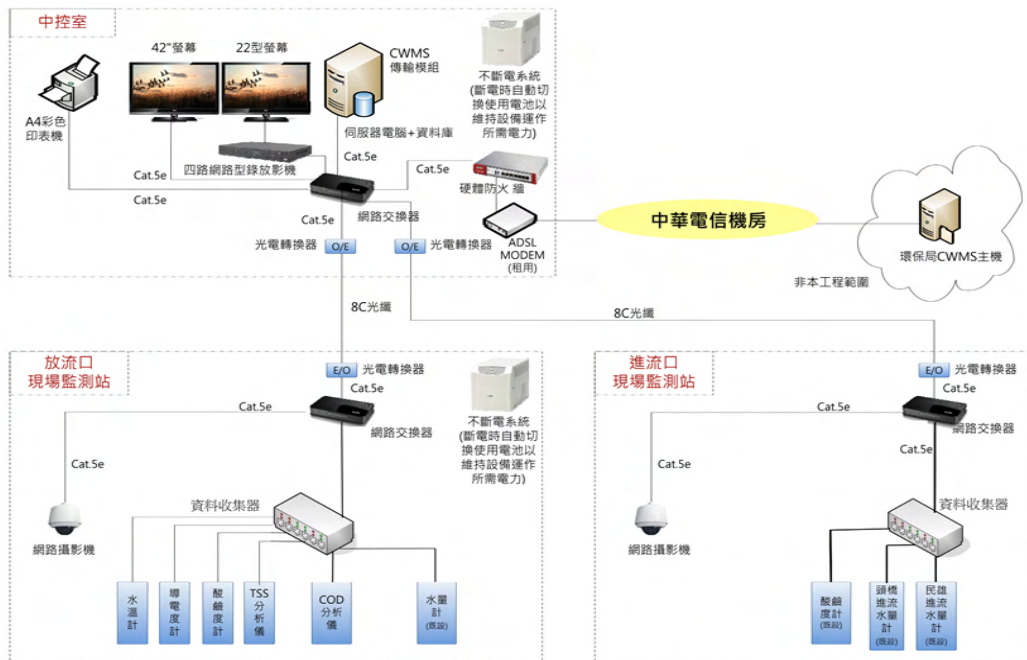 中控室
42"螢幕
22型螢幕
CWMS
傳輸模組
不斷電系統
(斷電時自動切
換使用電池以
維持設備運作
所需電力)
A4彩色
印表機
伺服器電腦+資料庫
四路網路型錄放影機
Cat.5e
Cat.5e
Cat.5e
Cat.5e
硬體防火 牆
網路交換器
Cat.5e
光電轉換器
O/E
O/E
光電轉換器
ADSL
MODEM
(租用)
中華電信機房
環保局CWMS主機
非本工程範圍
8C光纖
8C光纖
放流口
現場監測站
E/O
光電轉換器
Cat.5e
Cat.5e
網路交換器
不斷電系統
(斷電時自動切
換使用電池以
維持設備運作
所需電力)
Cat.5e
資料收集器
網路攝影機
水
溫
計
導
電
度
計
酸
鹼
度
計
TSS
分
析
儀
COD
分析
儀
水量
計
(既設)
進流口
現場監測站
E/O
光電轉換器
Cat.5e
Cat.5e
網路交換器
Cat.5e
Cat.5e
資料收集器
網路攝影機
酸鹼
度計
(既設)
頭橋
進流
水量
計
(既設)
民雄
進流
水量
計
(既設)